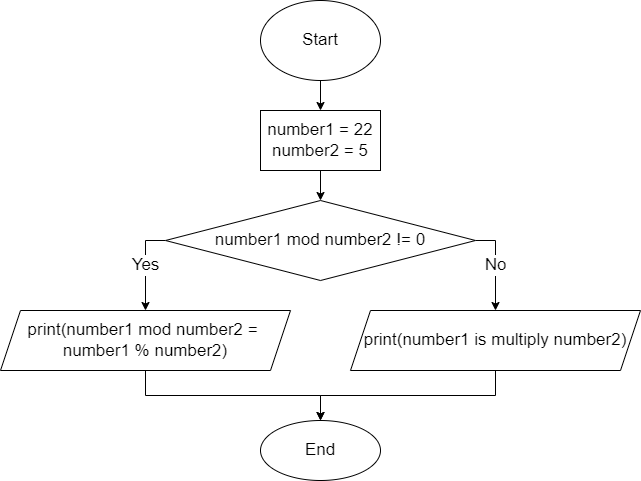 Start
number1 = 22
number2 = 5
number1 mod number2 != 0
Yes
No
print(number1 mod number2 =
number1 % number2)
print(number1 is multiply number2)
End